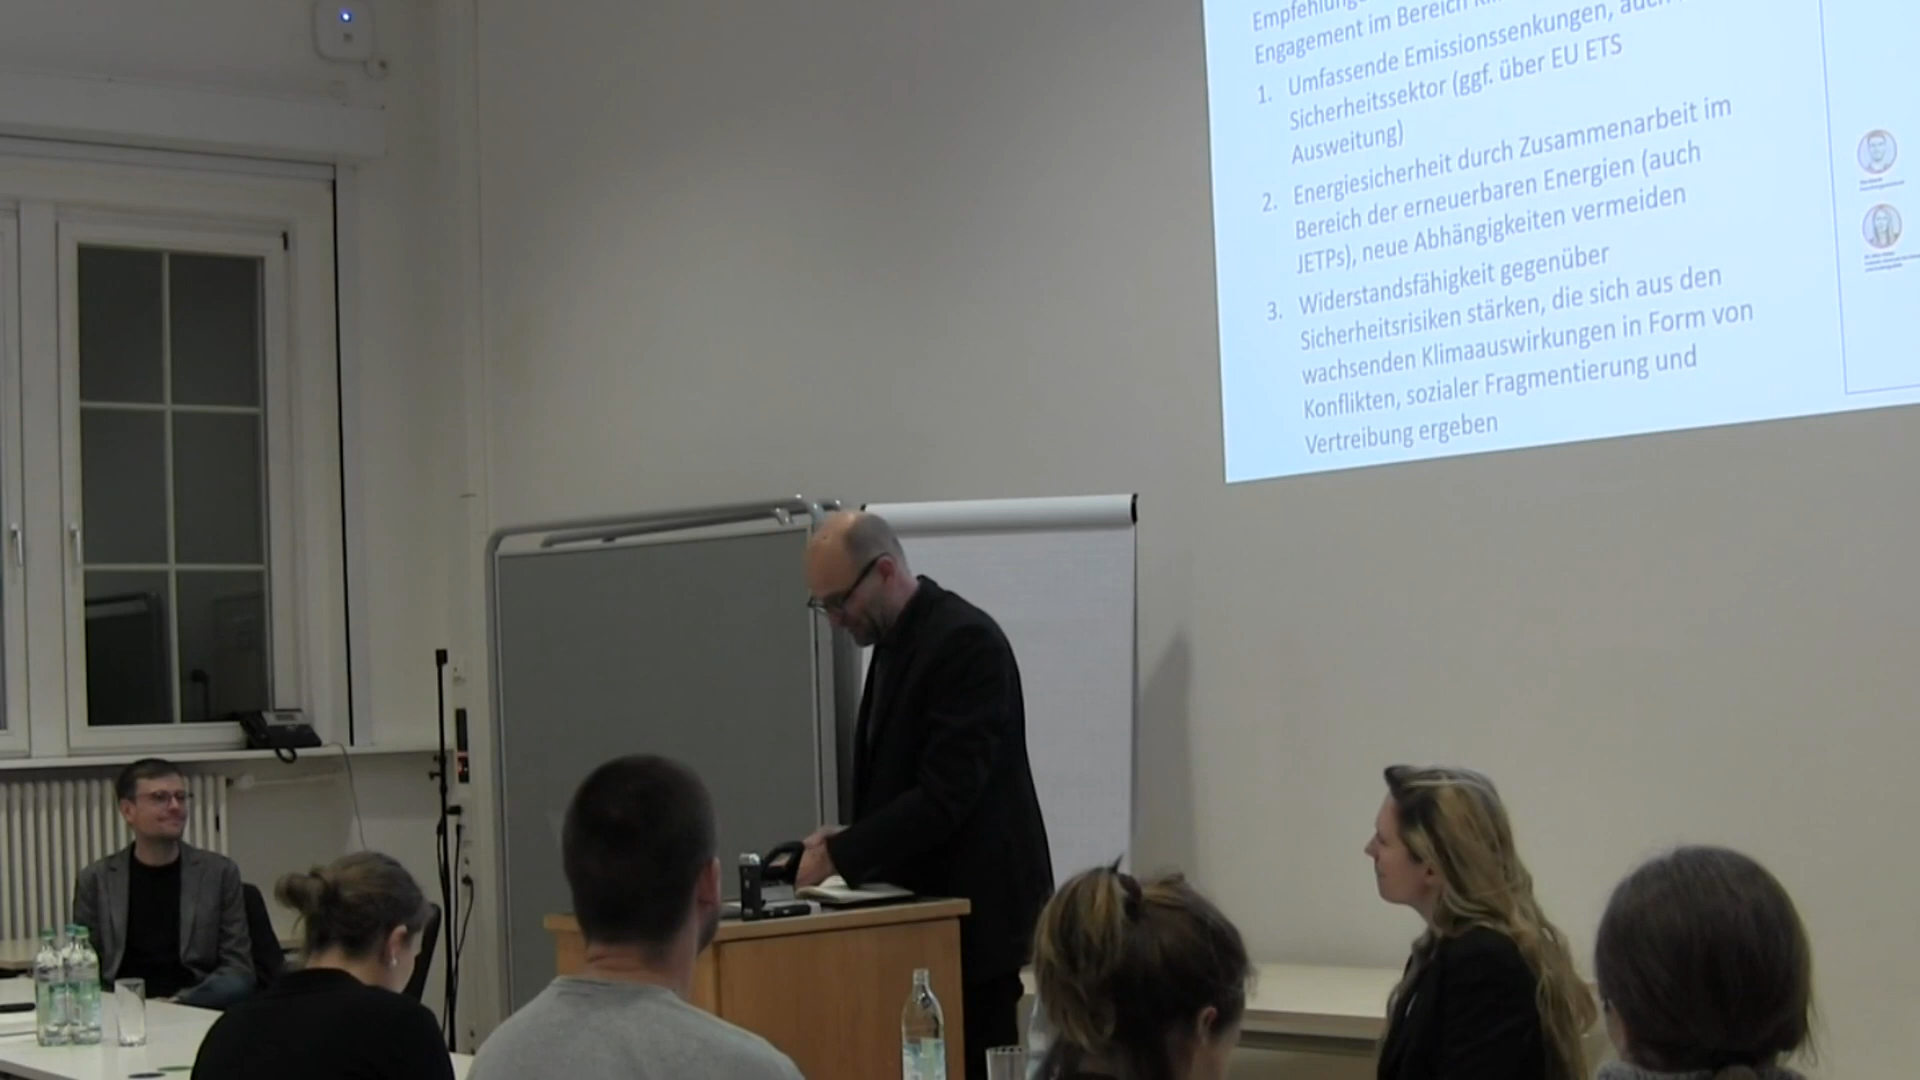 Engagement im Bereich
1. Umfassende Emissionssenkungen, auch
Sicherheitssektor (ggf. über EU ETS
Ausweitung)
2. Energiesicherheit durch Zusammenarbeit im
Bereich der erneuerbaren Energien (auch
JETPs), neue Abhängigkeiten vermeiden
3. Widerstandsfähigkeit gegenüber
Sicherheitsrisiken stärken, die sich aus den
wachsenden Klimaauswirkungen in Form von
Konflikten, sozialer Fragmentierung und
Vertreibung ergeben